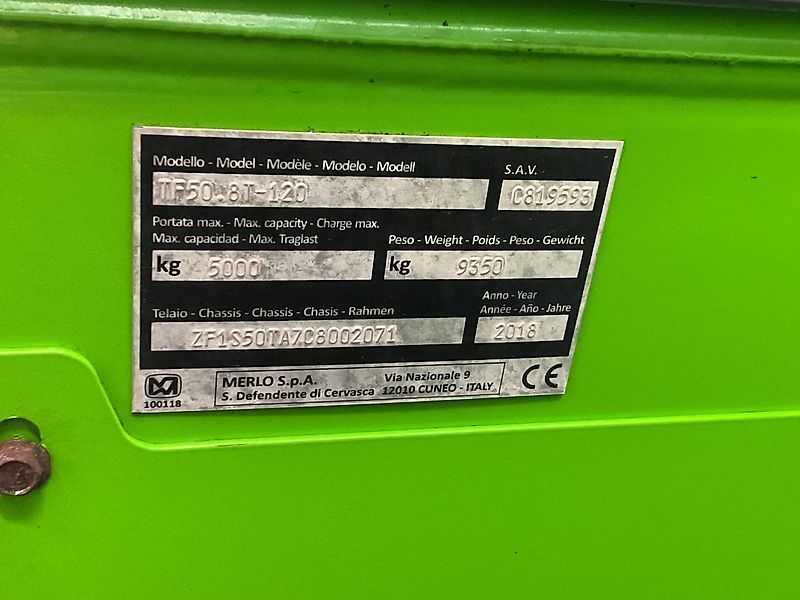 Modello - Model - Modèle - Modelo - Modell
S.A.V.
TF50.8T-120
C819593
Portata max. - Max. capacity - Charge max.
Max. capacidad - Max. Traglast
Peso - Weight - Poids - Peso - Gewicht
kg 5000
kg 9350
Telaio - Chassis - Chassis - Chasis - Rahmen
Anno - Year
Année - Año - Jahre
ZF1S50TA7C8002071
2018
100118
MERLO S.p.A. Via Nazionale 9
S. Defendente di Cervasca 12010 CUNEO - ITALY
CE